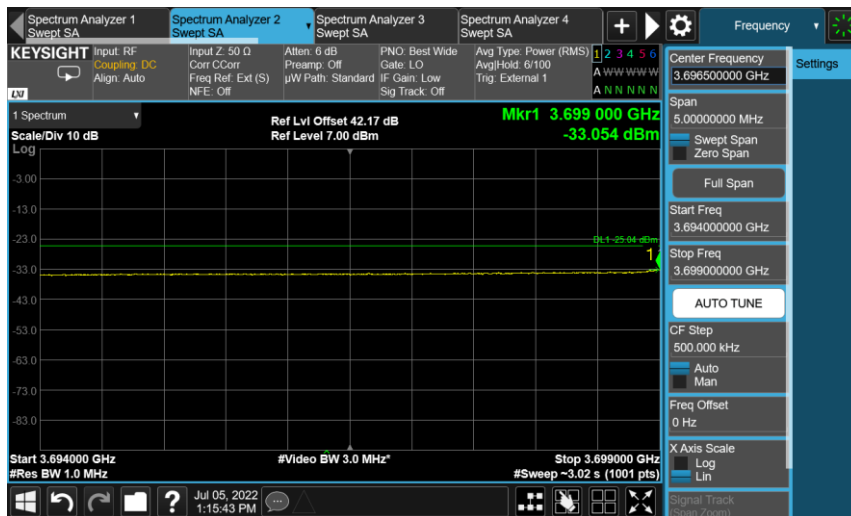 Spectrum Analyzer 1
Swept SA
Spectrum Analyzer 2
Swept SA
Spectrum Analyzer 3
Swept SA
Spectrum Analyzer 4
Swept SA
+
Frequency
KEYSIGHT
LXI
Input: RF
Coupling: DC
Align: Auto
Input Z: 50 Ω
Corr CCorr
Freq Ref: Ext (S)
NFE: Off
Atten: 6 dB
Preamp: Off
µW Path: Standard
PNO: Best Wide
Gate: LO
IF Gain: Low
Sig Track: Off
Avg Type: Power (RMS)
Avg|Hold: 6/100
Trig: External 1
1 2 3 4 5 6
A W W W W W
A N N N N N
1 Spectrum
Scale/Div 10 dB
Log
Ref Lvl Offset 42.17 dB
Ref Level 7.00 dBm
Mkr1 3.699 000 GHz
-33.054 dBm
-3.00
-13.0
-23.0
DL1 -25.04 dBm
1
-33.0
-43.0
-53.0
-63.0
-73.0
-83.0
Start 3.694000 GHz
#Res BW 1.0 MHz
#Video BW 3.0 MHz*
Stop 3.699000 GHz
#Sweep ~3.02 s (1001 pts)
?
Jul 05, 2022
1:15:43 PM
Center Frequency
3.696500000 GHz
Span
5.00000000 MHz
Swept Span
Zero Span
Full Span
Start Freq
3.694000000 GHz
Stop Freq
3.699000000 GHz
AUTO TUNE
CF Step
500.000 kHz
Auto
Man
Freq Offset
0 Hz
X Axis Scale
Log
Lin
Signal Track
(Span Zoom)
Settings